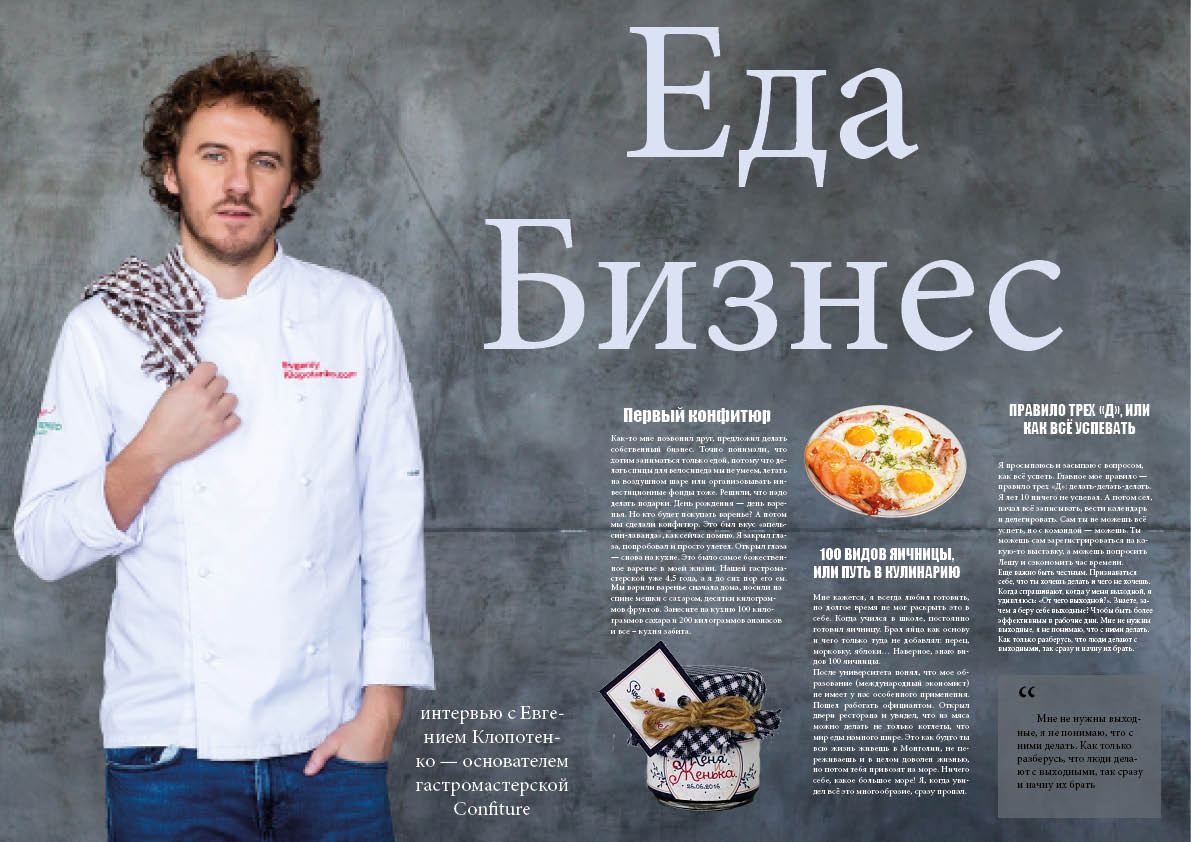 Еда
Бизнес
Evgeniy
Klopotenko.com
интервью с Евге-
нием Клопотен-
ко — основателем
гастромастерской
Confiture
Первый конфитюр
Как-то мне позвонил друг, предложил делать
собственный бизнес. Точно понимали, что
хотим заниматься только едой, потому что де-
лать спицы для велосипеда мы не умеем, летать
на воздушном шаре или организовывать ин-
вестиционные фонды тоже. Решили, что надо
делать подарки. День рождения — день варе-
нья. Но кто будет покупать варенье? А потом
мы сделали конфитюр. Это был вкус «апель-
син-лаванда», как сейчас помню. Я закрыл гла-
за, попробовал и просто улетел. Открыл глаза
— снова на кухне. Это было самое божествен-
ное варенье в моей жизни. Нашей гастрома-
стерской уже 4,5 года, а я до сих пор его ем.
Мы варили варенье сначала дома, носили на
спине мешки с сахаром, десятки килограм-
мов фруктов. Занесите на кухню 100 кило-
граммов сахара и 200 килограммов ананасов
и все – кухня забита.
Женя
и
Женька
25.06.2016
100 ВИДОВ ЯИЧНИЦЫ,
ИЛИ ПУТЬ В КУЛИНАРИЮ
Мне кажется, я всегда любил готовить,
но долгое время не мог раскрыть это в
себе. Когда учился в школе, постоянно
готовил яичницу. Брал яйца как основу
и чего только туда не добавлял: перец,
морковку, яблоки… Наверное, знаю ви-
дов 100 яичницы.
После университета понял, что мое об-
разование (международный экономист)
не имеет у нас особенного применения.
Пошел работать официантом. Открыл
двери ресторана и увидел, что из мяса
можно делать не только котлеты, что
мир еды намного шире. Это как будто ты
всю жизнь живешь в Монголии, не пе-
реживаешь и в целом доволен жизнью,
но потом тебя привозят на море. Ничего
себе, какое большое море! Я, когда уви-
дел всё это многообразие, сразу пропал.
ПРАВИЛО ТРЕХ «Д», ИЛИ
КАК ВСЁ УСПЕВАТЬ
Я просыпаюсь и засыпаю с вопросом,
как всё успеть. Главное мое правило —
правило трех «Д»: делать-делать-делать.
Я лет 10 ничего не успевал. А потом сел,
начал всё записывать, вести календарь
и делегировать. Сам ты не можешь всё
успеть, но с командой — можешь. Ты
можешь сам зарегистрироваться на ка-
кую-то выставку, а можешь попросить
Лешу и сэкономить час времени.
Еще важно быть честным. Признаваться
себе, что ты хочешь делать и чего не хочешь.
Когда спрашивают, когда у меня выходной, я
удивляюсь: «От чего выходной?». Знаете, за-
чем я беру себе выходные? Чтобы быть более
эффективным в рабочие дни. Мне не нужны
выходные, я не понимаю, что с ними делать.
Как только разберусь, что люди делают с
выходными, так сразу и начну их брать.
“
Мне не нужны выход-
ные, я не понимаю, что с
ними делать. Как только
разберусь, что люди дела-
ют с выходными, так сразу
и начну их брать